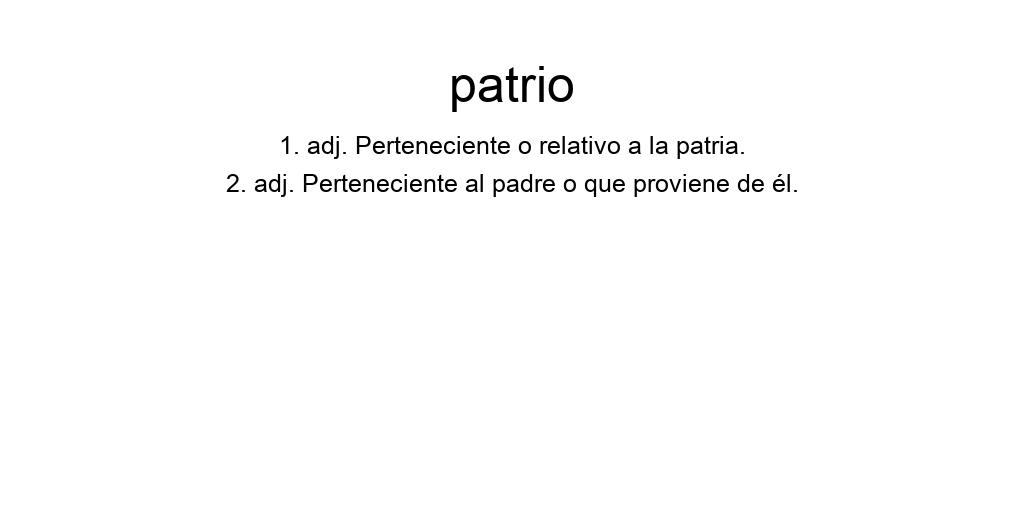 patrio
1. adj. Perteneciente o relativo a la patria.
2. adj. Perteneciente al padre o que proviene de él.